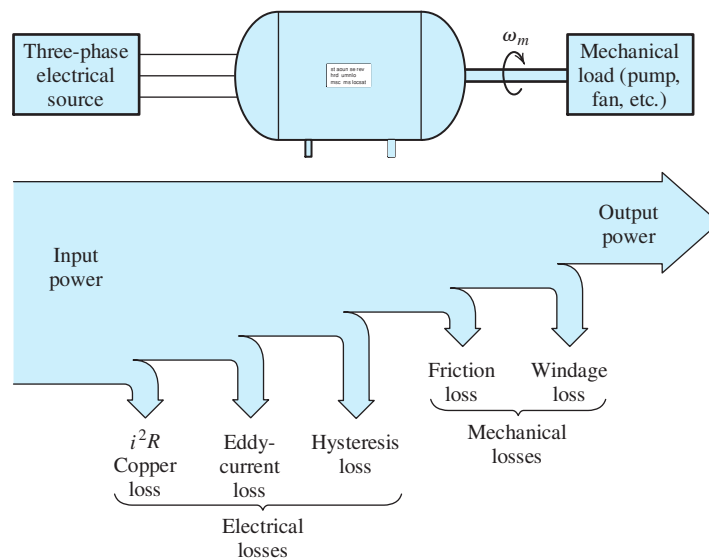 Three-phase
electrical
source
ω_m
Mechanical
load (pump,
fan, etc.)
Input
power
Output
power
i²R
Copper
loss
Eddy-
current
loss
Hysteresis
loss
Electrical
losses
Friction
loss
Windage
loss
Mechanical
losses